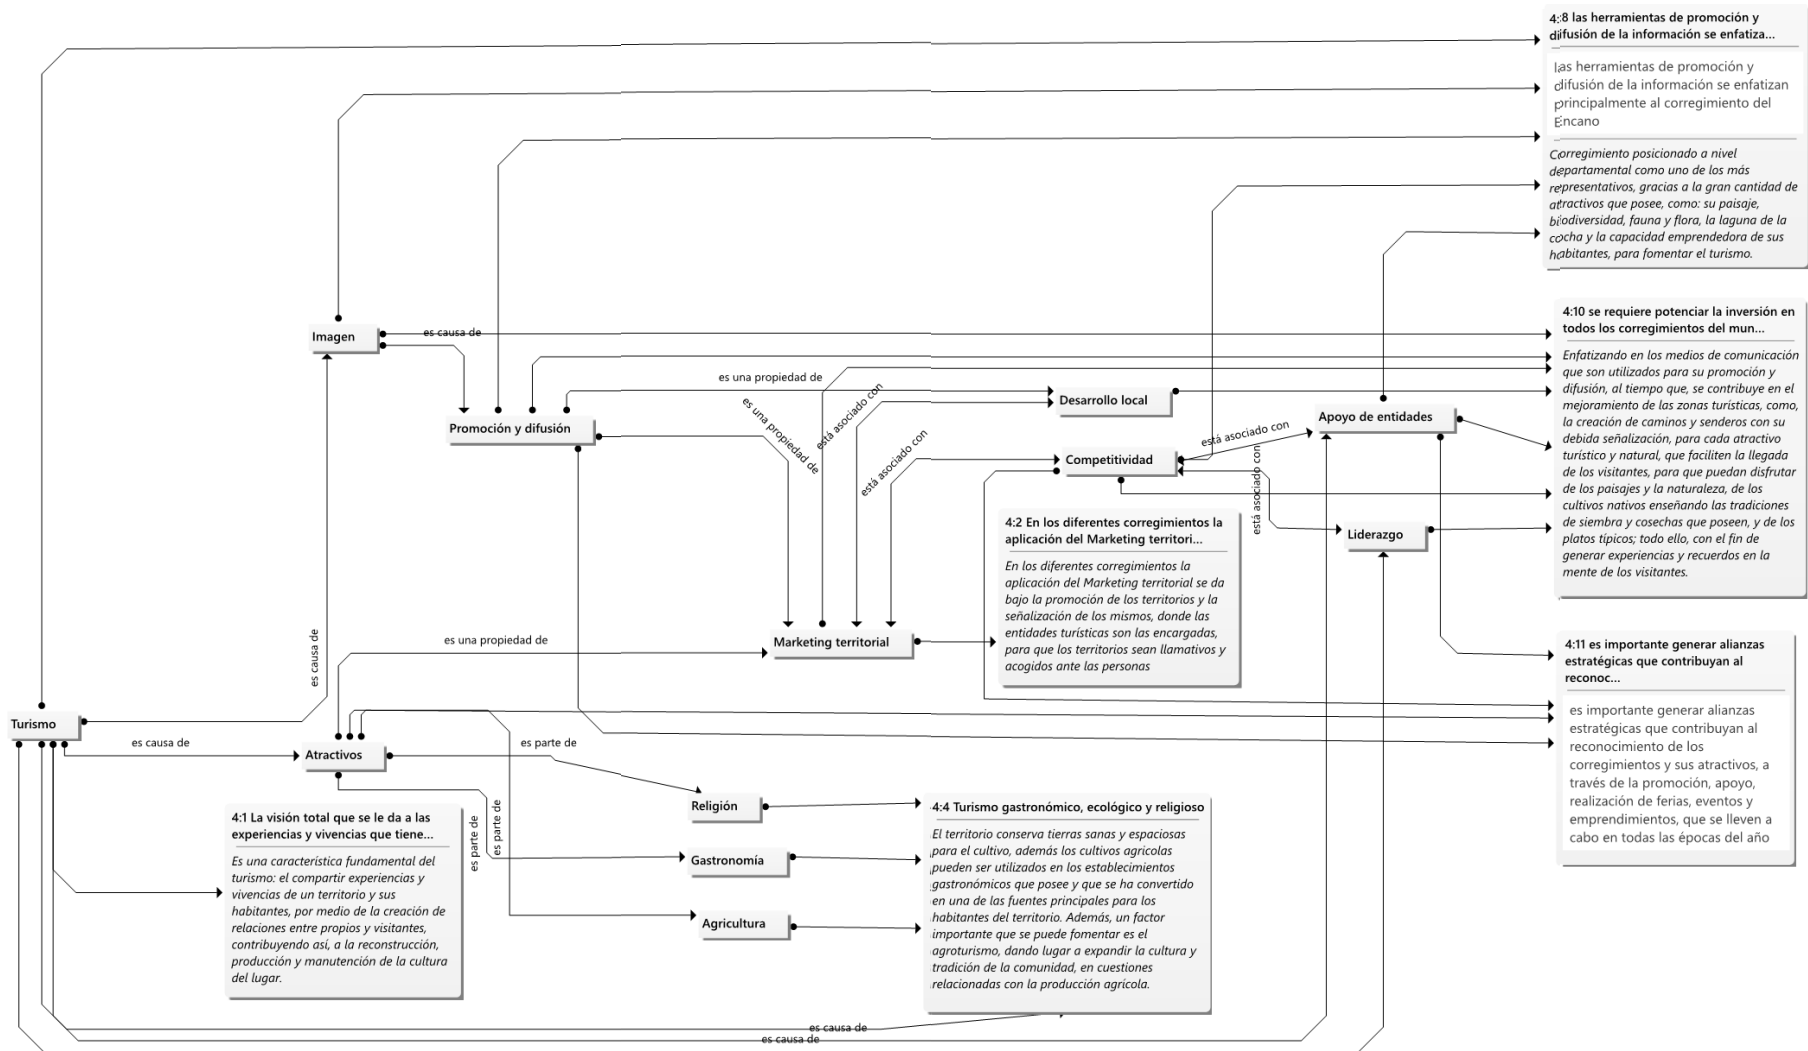 4:8 las herramientas de promoción y
difusión de la información se enfatiza...
las herramientas de promoción y
difusión de la información se enfatizan
principalmente al corregimiento del
Encano
Corregimiento posicionado a nivel
departamental como uno de los más
representativos, gracias a la gran cantidad de
atractivos que posee, como: su paisaje,
biodiversidad, fauna y flora, la laguna de la
cocha y la capacidad emprendedora de sus
habitantes, para fomentar el turismo.
4:10 se requiere potenciar la inversión en
todos los corregimientos del mun...
Enfatizando en los medios de comunicación
que son utilizados para su promoción y
difusión, al tiempo que, se contribuye en el
mejoramiento de las zonas turísticas, como,
la creación de caminos y senderos con su
debida señalización, para cada atractivo
turístico y natural, que faciliten la llegada
de los visitantes, para que puedan disfrutar
de los paisajes y la naturaleza, de los
cultivos nativos enseñando las tradiciones
de siembra y cosechas que poseen, y de los
platos típicos; todo ello, con el fin de
generar experiencias y recuerdos en la
mente de los visitantes.
Imagen
es causa de
es una propiedad de
Desarrollo local
es una propiedad de
está asociado con
Promoción y difusión
Apoyo de entidades
está asociado con
está asociado con
Competitividad
está asociado con
Liderazgo
4:2 En los diferentes corregimientos la
aplicación del Marketing territori...
En los diferentes corregimientos la
aplicación del Marketing territorial se da
bajo la promoción de los territorios y la
señalización de los mismos, donde las
entidades turísticas son las encargadas,
para que los territorios sean llamativos y
acogidos ante las personas
es causa de
es una propiedad de
Marketing territorial
4:11 es importante generar alianzas
estratégicas que contribuyan al
reconoc...
es importante generar alianzas
estratégicas que contribuyan al
reconocimiento de los
corregimientos y sus atractivos, a
través de la promoción, apoyo,
realización de ferias, eventos y
emprendimientos, que se lleven a
cabo en todas las épocas del año
Turismo
es causa de
Atractivos
es parte de
es parte de
es parte de
Religión
Gastronomía
Agricultura
4:1 La visión total que se le da a las
experiencias y vivencias que tiene...
Es una característica fundamental del
turismo: el compartir experiencias y
vivencias de un territorio y sus
habitantes, por medio de la creación de
relaciones entre propios y visitantes,
contribuyendo así, a la reconstrucción,
producción y manutención de la cultura
del lugar.
4:4 Turismo gastronómico, ecológico y religioso
El territorio conserva tierras sanas y espaciosas
para el cultivo, además los cultivos agrícolas
pueden ser utilizados en los establecimientos
gastronómicos que posee y que se ha convertido
en una de las fuentes principales para los
habitantes del territorio. Además, un factor
importante que se puede fomentar es el
agroturismo, dando lugar a expandir la cultura y
tradición de la comunidad, en cuestiones
relacionadas con la producción agrícola.
es causa de
es causa de